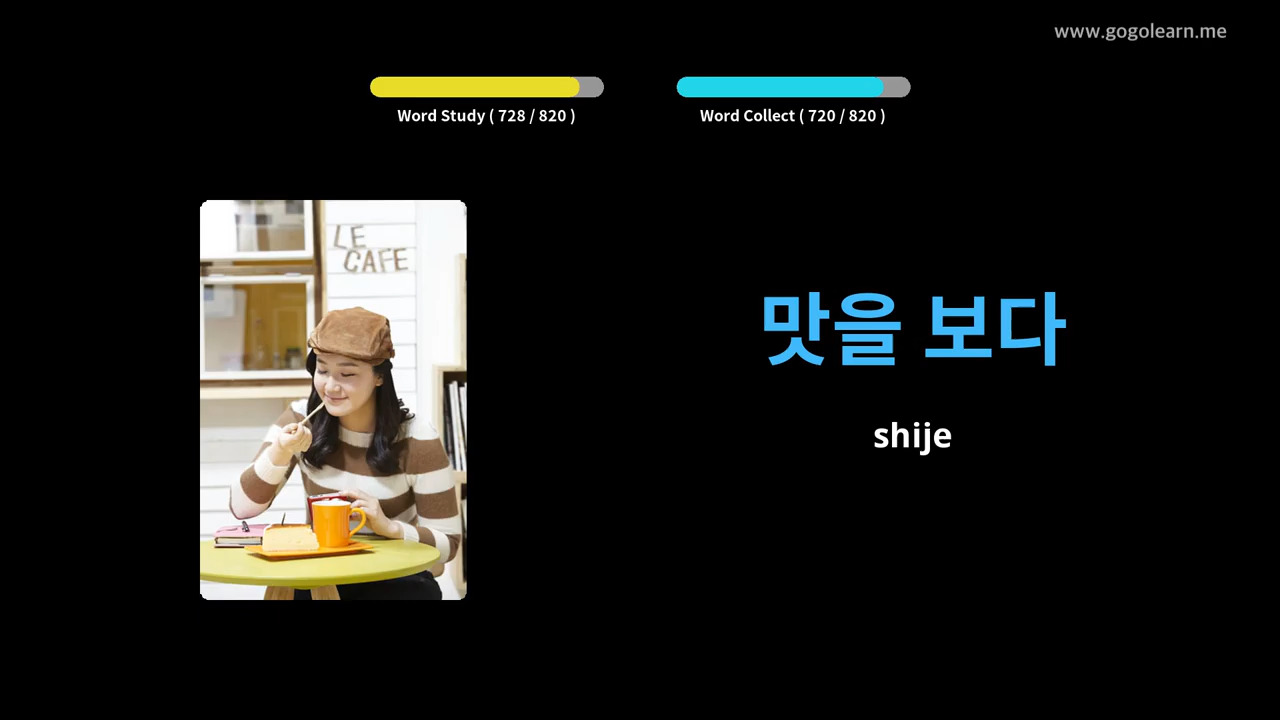 www.gogolearn.me
Word Study ( 728 / 820 )
Word Collect ( 720 / 820 )
LE
CAFE
맛을 보다
shije